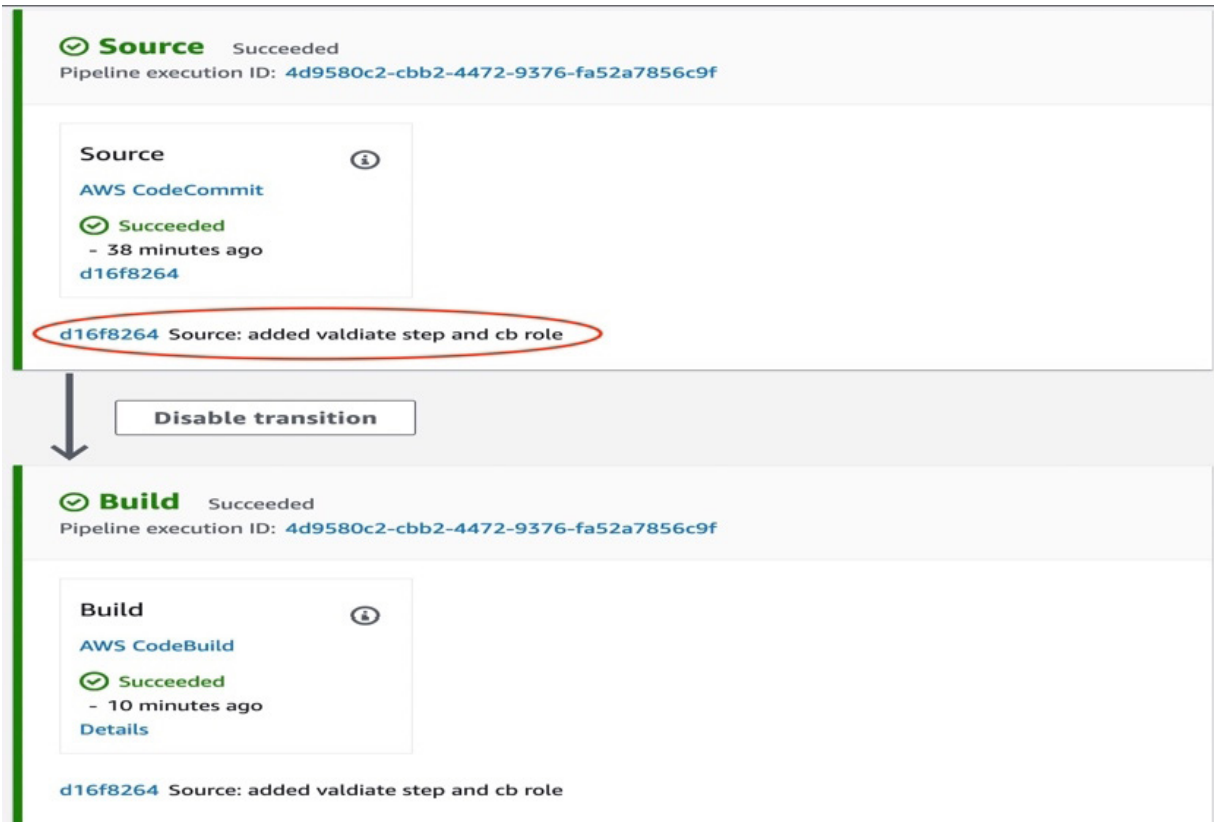 Source Succeeded
Pipeline execution ID: 4d9580c2-cbb2-4472-9376-fa52a7856c9f
Source
AWS CodeCommit
Succeeded
- 38 minutes ago
d16f8264
d16f8264 Source: added valdiate step and cb role
Disable transition
Build Succeeded
Pipeline execution ID: 4d9580c2-cbb2-4472-9376-fa52a7856c9f
Build
AWS CodeBuild
Succeeded
- 10 minutes ago
Details
d16f8264 Source: added valdiate step and cb role